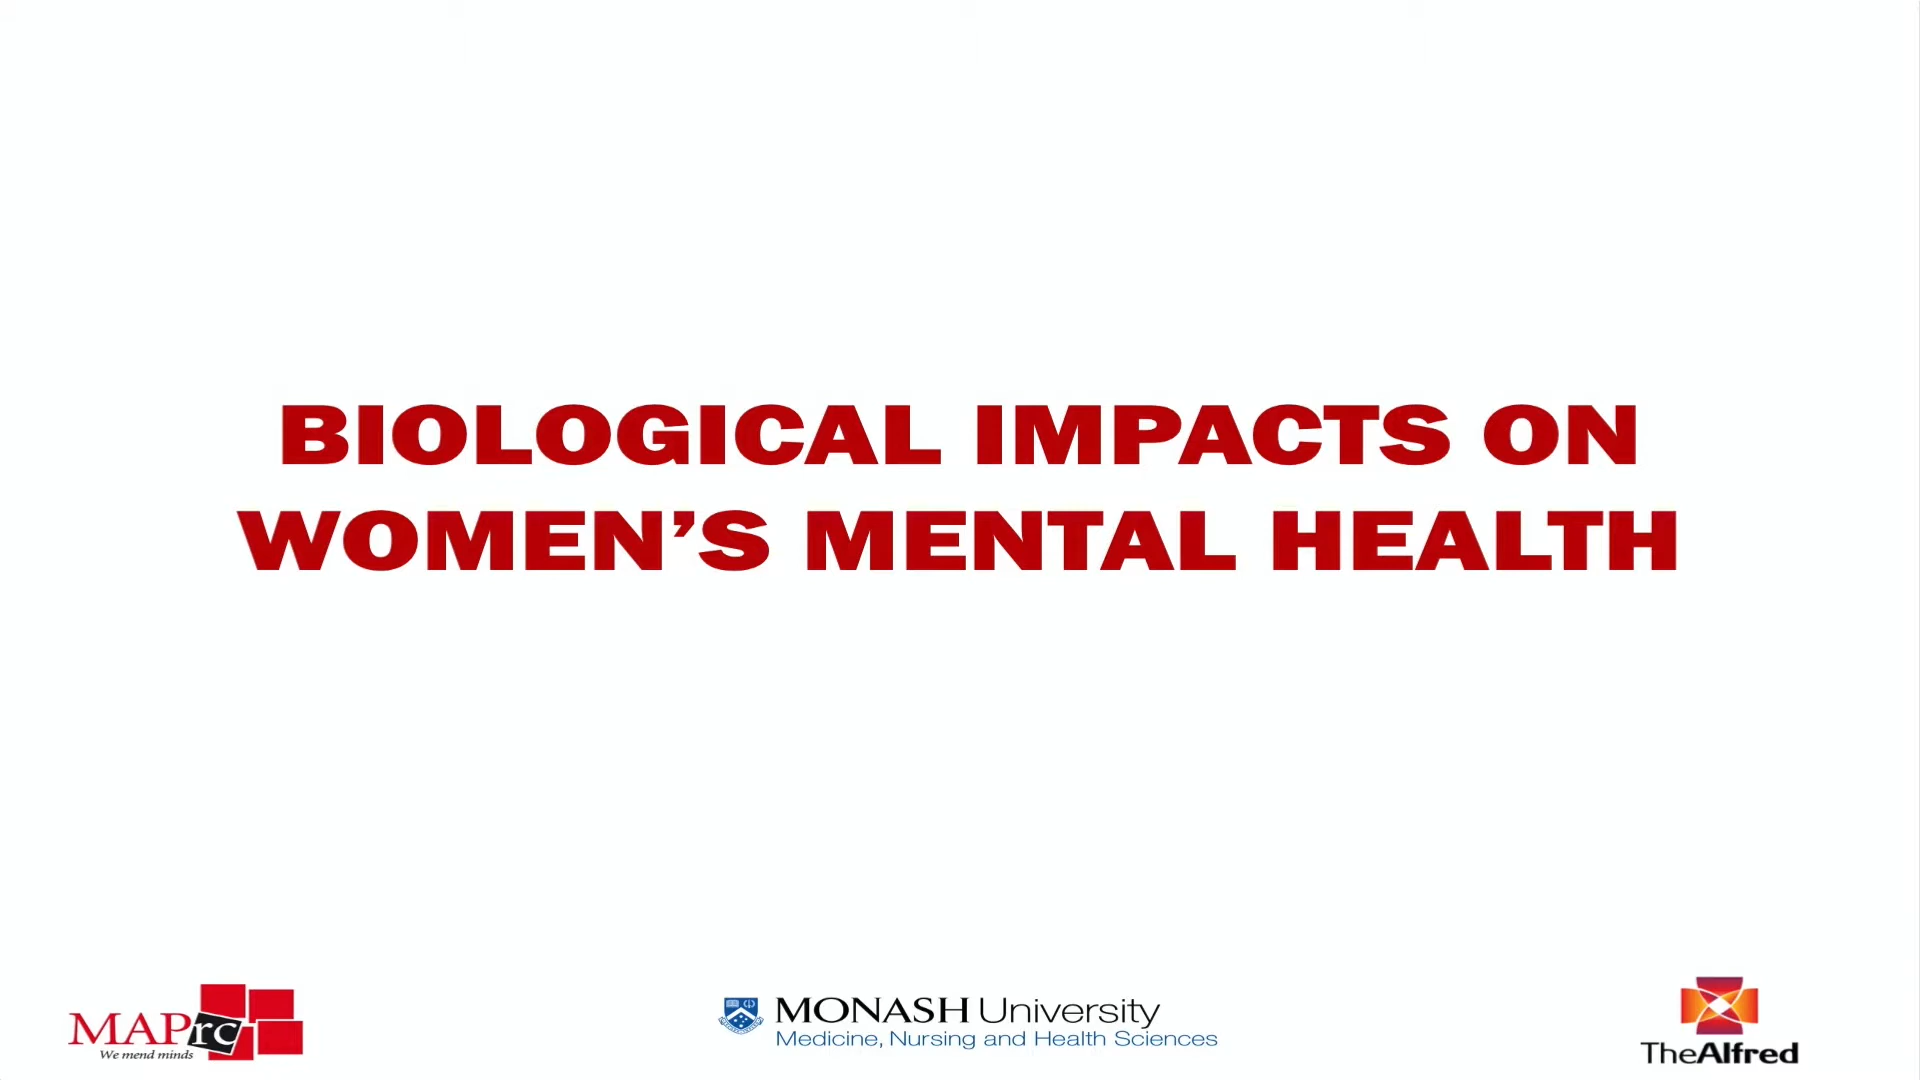 BIOLOGICAL IMPACTS ON
WOMEN’S MENTAL HEALTH
MAPrc
We mend minds
MONASH University
Medicine, Nursing and Health Sciences
TheAlfred